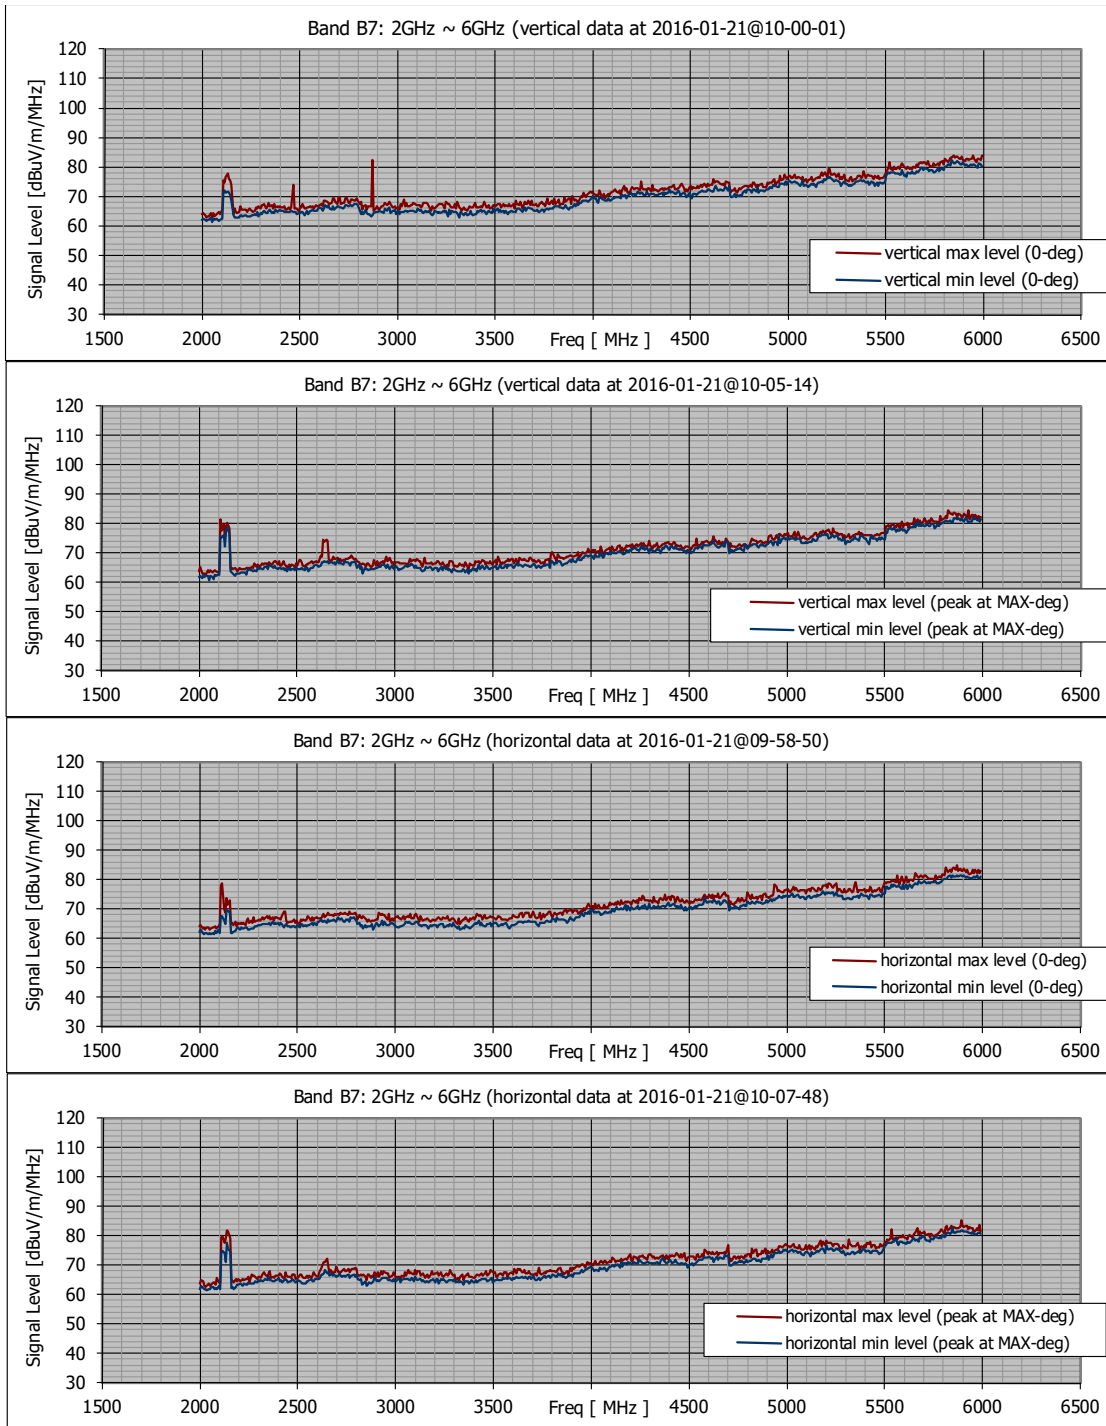 Band B7: 2GHz ~ 6GHz (vertical data at 2016-01-21@10-00-01)
Signal Level [dBuV/m/MHz]
120
110
100
90
80
70
60
50
40
30
vertical max level (0-deg)
vertical min level (0-deg)
1500 2000 2500 3000 3500 Freq [ MHz ] 4500 5000 5500 6000 6500
Band B7: 2GHz ~ 6GHz (vertical data at 2016-01-21@10-05-14)
Signal Level [dBuV/m/MHz]
120
110
100
90
80
70
60
50
40
30
vertical max level (peak at MAX-deg)
vertical min level (peak at MAX-deg)
1500 2000 2500 3000 3500 Freq [ MHz ] 4500 5000 5500 6000 6500
Band B7: 2GHz ~ 6GHz (horizontal data at 2016-01-21@09-58-50)
Signal Level [dBuV/m/MHz]
120
110
100
90
80
70
60
50
40
30
horizontal max level (0-deg)
horizontal min level (0-deg)
1500 2000 2500 3000 3500 Freq [ MHz ] 4500 5000 5500 6000 6500
Band B7: 2GHz ~ 6GHz (horizontal data at 2016-01-21@10-07-48)
Signal Level [dBuV/m/MHz]
120
110
100
90
80
70
60
50
40
30
horizontal max level (peak at MAX-deg)
horizontal min level (peak at MAX-deg)
1500 2000 2500 3000 3500 Freq [ MHz ] 4500 5000 5500 6000 6500